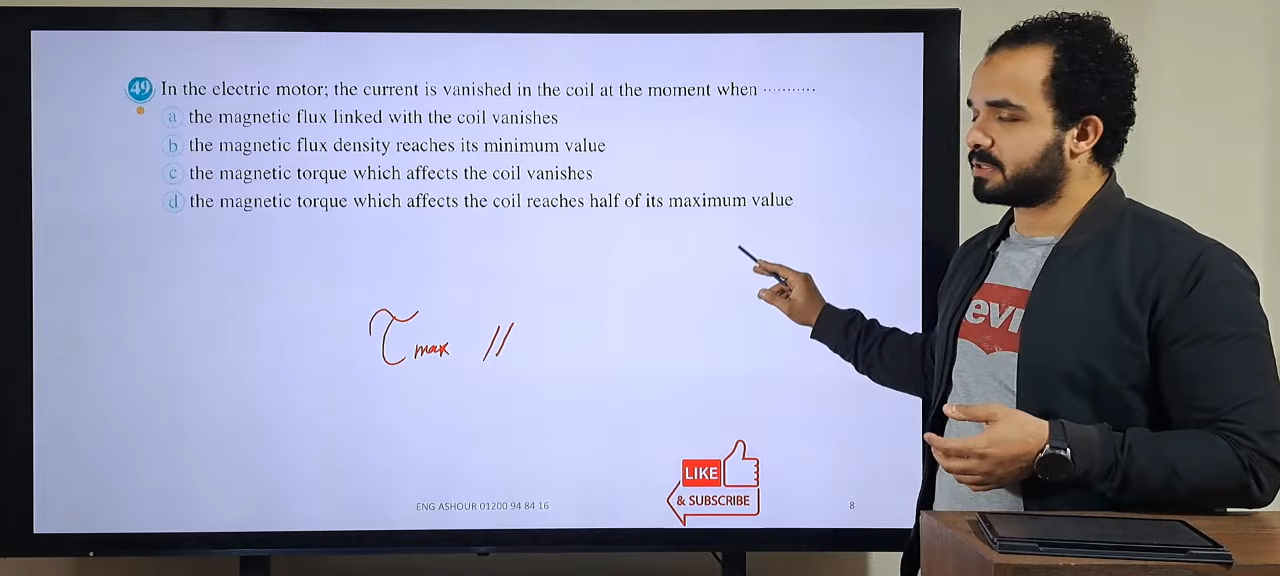 49 In the electric motor; the current is vanished in the coil at the moment when ...........
a the magnetic flux linked with the coil vanishes
b the magnetic flux density reaches its minimum value
c the magnetic torque which affects the coil vanishes
d the magnetic torque which affects the coil reaches half of its maximum value
τmax //
LIKE
& SUBSCRIBE
ENG ASHOUR 01200 94 84 16
8